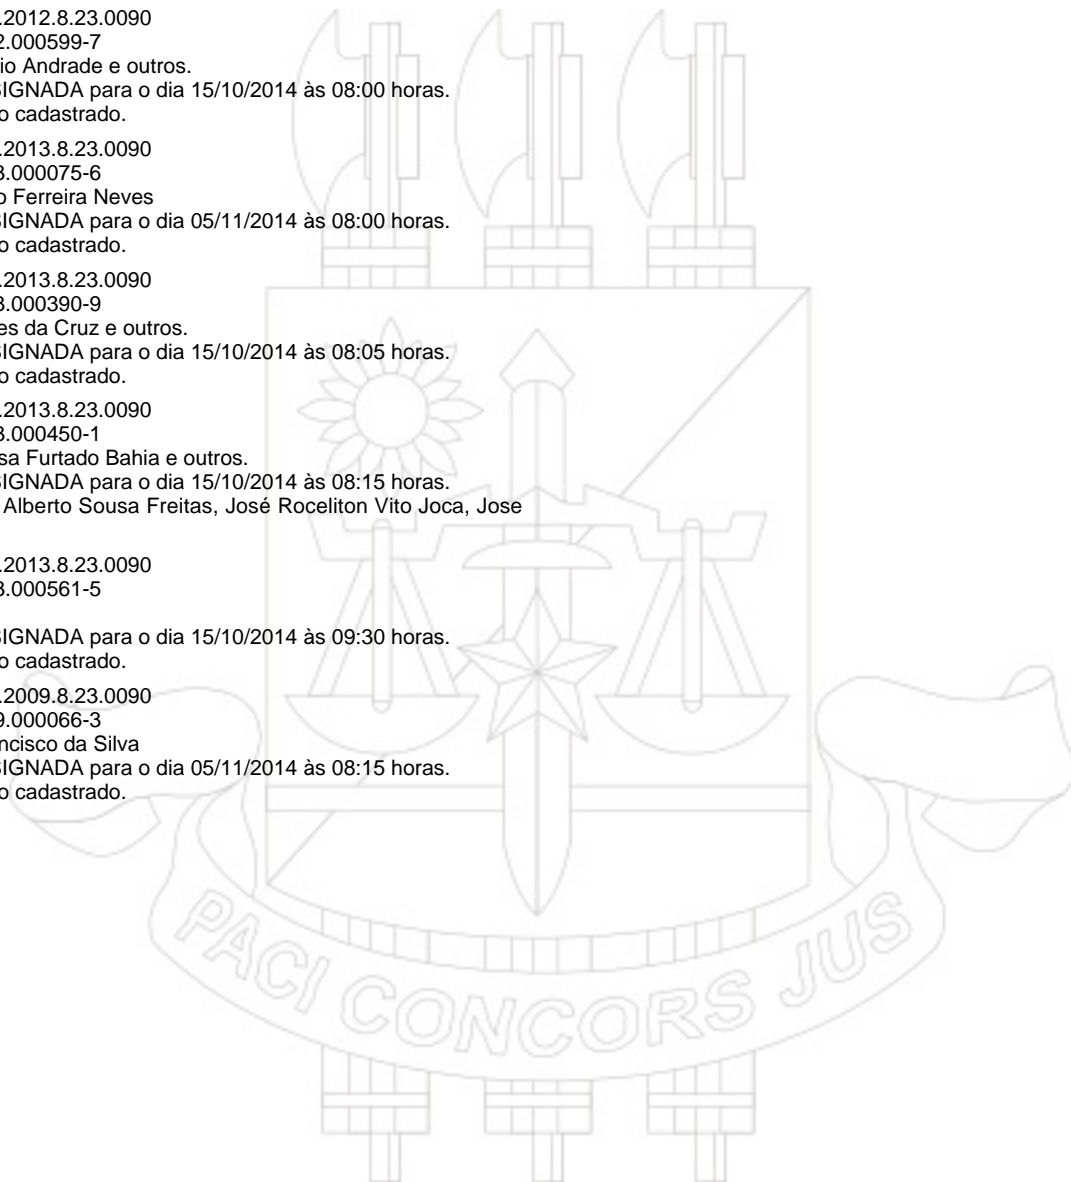 .2012.8.23.0090
2.000599-7
io Andrade e outros.
SIGNADA para o dia 15/10/2014 às 08:00 horas.
o cadastrado.
.2013.8.23.0090
3.000075-6
o Ferreira Neves
SIGNADA para o dia 05/11/2014 às 08:00 horas.
o cadastrado.
.2013.8.23.0090
3.000390-9
es da Cruz e outros.
SIGNADA para o dia 15/10/2014 às 08:05 horas.
o cadastrado.
.2013.8.23.0090
3.000450-1
sa Furtado Bahia e outros.
SIGNADA para o dia 15/10/2014 às 08:15 horas.
Alberto Sousa Freitas, José Roceliton Vito Joca, Jose
.2013.8.23.0090
3.000561-5
SIGNADA para o dia 15/10/2014 às 09:30 horas.
o cadastrado.
.2009.8.23.0090
9.000066-3
ncisco da Silva
SIGNADA para o dia 05/11/2014 às 08:15 horas.
o cadastrado.
PACI CONCORS JUS